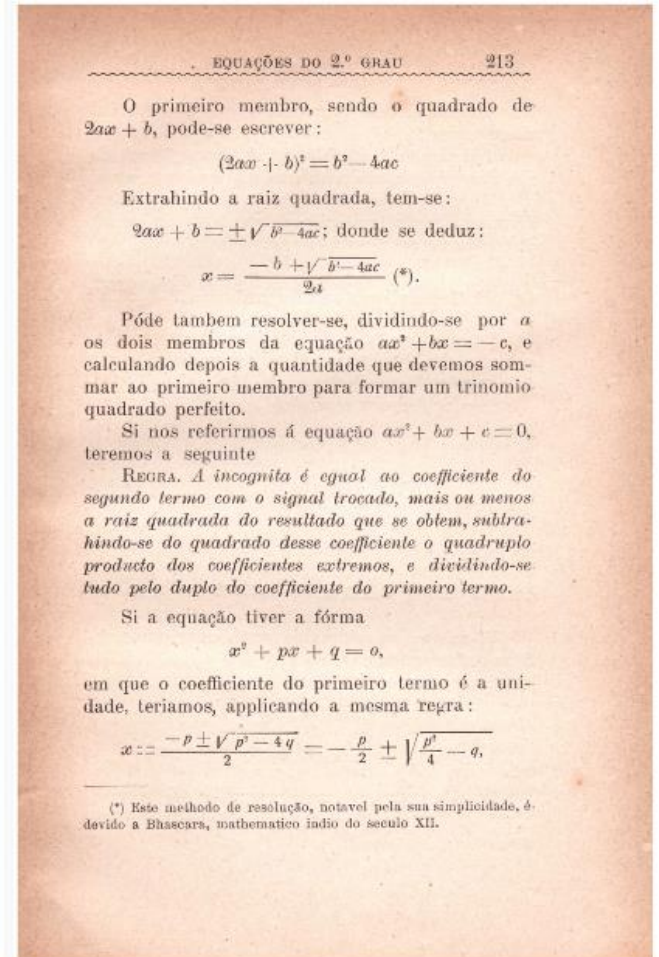 EQUAÇÕES DO 2.º GRAU 213
O primeiro membro, sendo o quadrado de
2ax + b, pode-se escrever:
(2ax + b)² = b² — 4ac
Extrahindo a raiz quadrada, tem-se:
2ax + b = ± √ b² — 4ac; donde se deduz:
x = — b + √ b² — 4ac / 2a (*).
Póde tambem resolver-se, dividindo-se por a
os dois membros da equação ax² + bx = — c, e
calculando depois a quantidade que devemos som-
mar ao primeiro membro para formar um trinomio
quadrado perfeito.
Si nos referirmos á equação ax² + bx + c = 0,
teremos a seguinte
REGRA. A incognita é egual ao coefficiente do
segundo termo com o signal trocado, mais ou menos
a raiz quadrada do resultado que se obtem, subtra-
hindo-se do quadrado desse coefficiente o quadruplo
producto dos coefficientes extremos, e dividindo-se
tudo pelo duplo do coefficiente do primeiro termo.
Si a equação tiver a fórma
x² + px + q = o,
em que o coefficiente do primeiro termo é a uni-
dade, teriamos, applicando a mesma regra:
x = — p ± √ p² — 4 q / 2 = — p / 2 ± √ p² / 4 — q,
(*) Este methodo de resolução, notavel pela sua simplicidade, é
devido a Bhascara, mathematico indio do seculo XII.